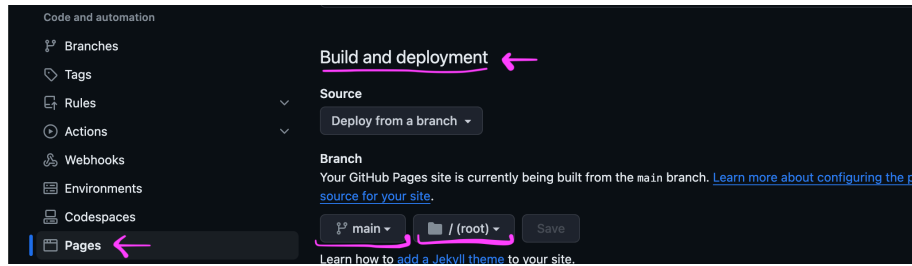 Code and automation
Branches
Tags
Rules
Actions
Webhooks
Environments
Codespaces
Pages
Build and deployment
Source
Deploy from a branch
Branch
Your GitHub Pages site is currently being built from the main branch. Learn more about configuring the
source for your site.
main
/ (root)
Save
Learn how to add a Jekyll theme to your site.